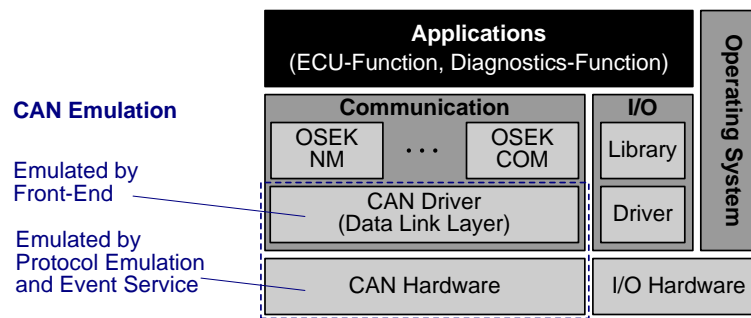 Applications
(ECU-Function, Diagnostics-Function)
Operating System
CAN Emulation
Communication
I/O
OSEK
NM
...
OSEK
COM
Library
Emulated by
Front-End
CAN Driver
(Data Link Layer)
Driver
Emulated by
Protocol Emulation
and Event Service
CAN Hardware
I/O Hardware